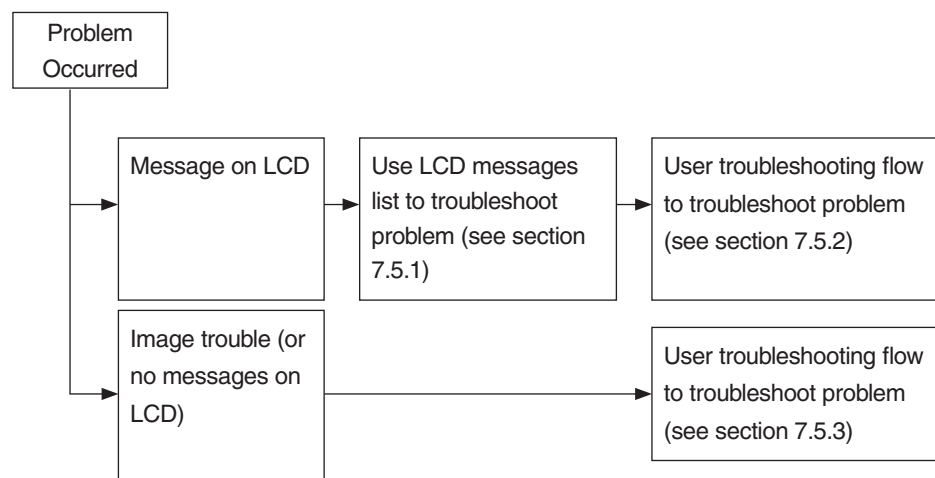 Problem
Occurred
Message on LCD
Use LCD messages
list to troubleshoot
problem (see section
7.5.1)
User troubleshooting flow
to troubleshoot problem
(see section 7.5.2)
Image trouble (or
no messages on
LCD)
User troubleshooting flow
to troubleshoot problem
(see section 7.5.3)